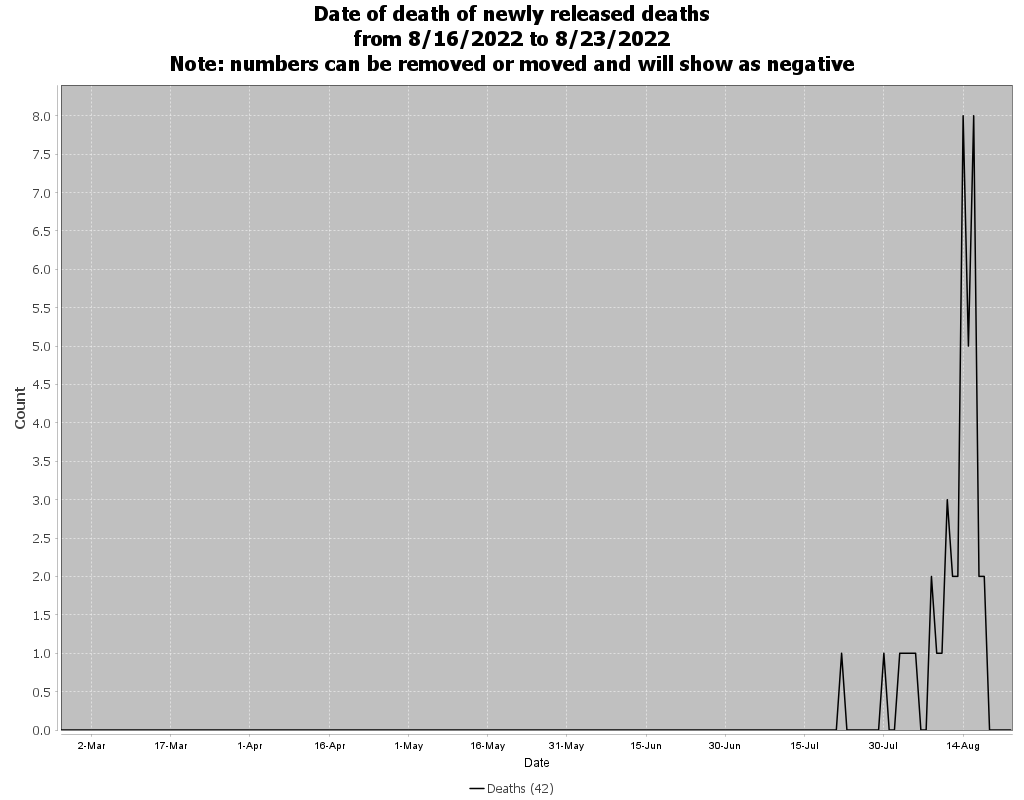 Date of death of newly released deaths
from 8/16/2022 to 8/23/2022
Note: numbers can be removed or moved and will show as negative
8.0
7.5
7.0
6.5
6.0
5.5
5.0
4.5
4.0
3.5
3.0
2.5
2.0
1.5
1.0
0.5
0.0
Count
2-Mar 17-Mar 1-Apr 16-Apr 1-May 16-May 31-May 15-Jun 30-Jun 15-Jul 30-Jul 14-Aug
Date
Deaths (42)